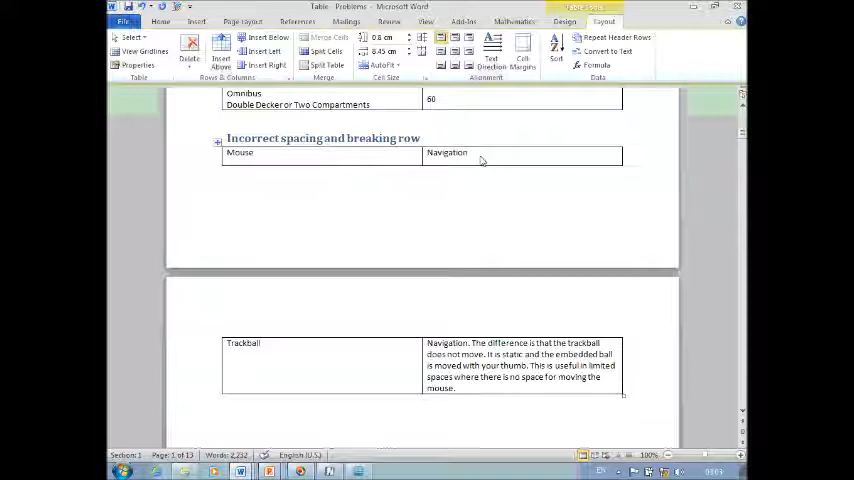 Table - Problems - Microsoft Word
Table Tools
File Home Insert Page Layout References Mailings Review View Add-Ins Mathematics Design Layout
Select
View Gridlines
Properties
Table
Delete
Insert Above
Insert Below
Insert Left
Insert Right
Rows & Columns
Merge Cells
Split Cells
Split Table
Merge
0.8 cm
8.45 cm
AutoFit
Cell Size
Text Direction
Cell Margins
Alignment
Sort
Repeat Header Rows
Convert to Text
Formula
Data
Omnibus
Double Decker or Two Compartments
60
Incorrect spacing and breaking row
Mouse
Navigation
Trackball
Navigation. The difference is that the trackball
does not move. It is static and the embedded ball
is moved with your thumb. This is useful in limited
spaces where there is no space for moving the
mouse.
Section: 1 Page: 1 of 13 Words: 2,232 English (U.S.) 100%
EN